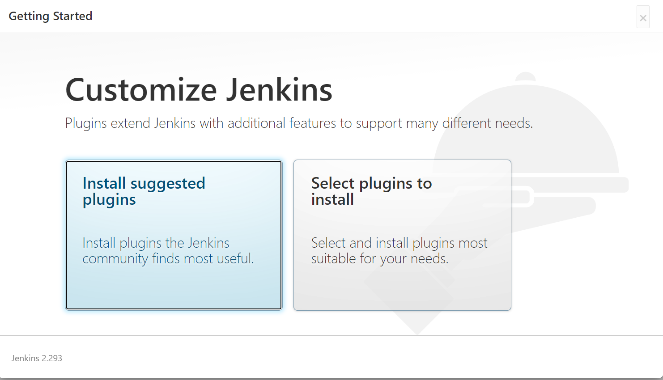 Getting Started
×
Customize Jenkins
Plugins extend Jenkins with additional features to support many different needs.
Install suggested
plugins
Install plugins the Jenkins
community finds most useful.
Select plugins to
install
Select and install plugins most
suitable for your needs.
Jenkins 2.293